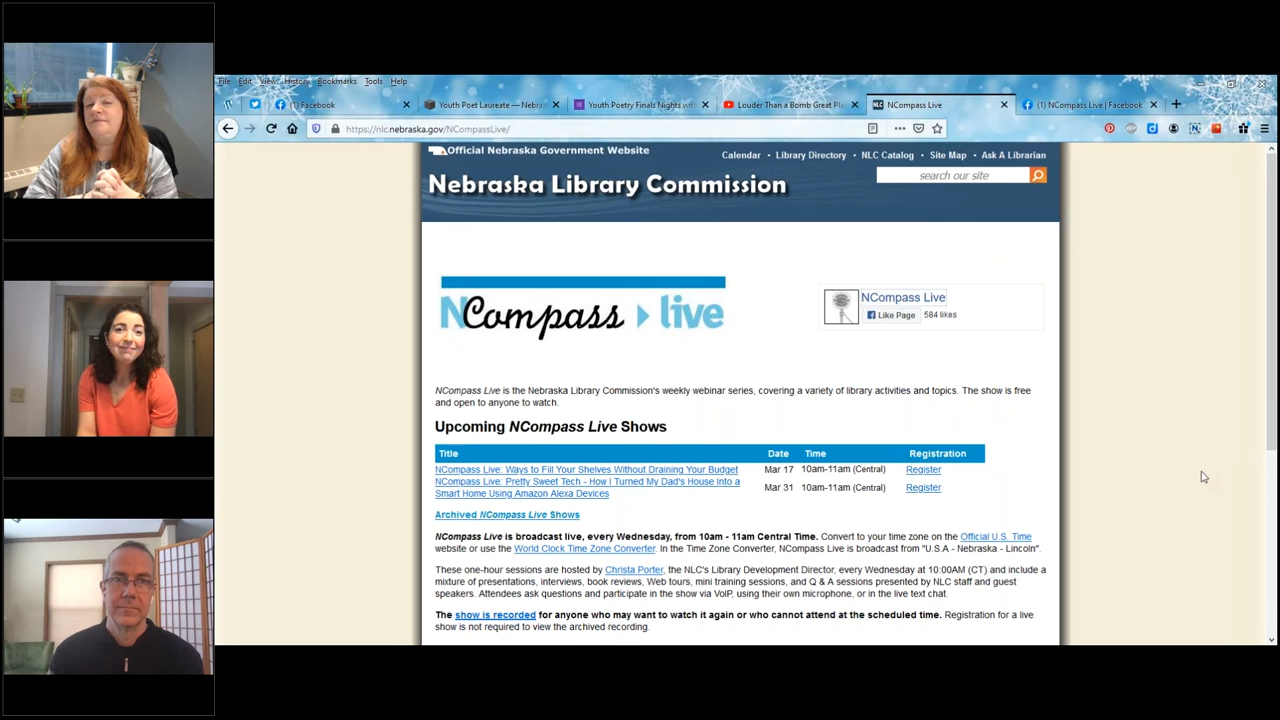 File Edit View History Bookmarks Tools Help
(1) Facebook
Youth Poet Laureate — Nebras
Youth Poetry Finals Nights with
Louder Than a Bomb Great Pla
NLC NCompass Live
(1) NCompass Live | Facebook
https://nlc.nebraska.gov/NCompassLive/
Official Nebraska Government Website
Calendar • Library Directory • NLC Catalog • Site Map • Ask A Librarian
Nebraska Library Commission
search our site
NCompass live
NCompass Live
Like Page 584 likes
NCompass Live is the Nebraska Library Commission's weekly webinar series, covering a variety of library activities and topics. The show is free
and open to anyone to watch.
Upcoming NCompass Live Shows
Title Date Time Registration
NCompass Live: Ways to Fill Your Shelves Without Draining Your Budget Mar 17 10am-11am (Central) Register
NCompass Live: Pretty Sweet Tech - How I Turned My Dad's House Into a
Smart Home Using Amazon Alexa Devices Mar 31 10am-11am (Central) Register
Archived NCompass Live Shows
NCompass Live is broadcast live, every Wednesday, from 10am - 11am Central Time. Convert to your time zone on the Official U.S. Time
website or use the World Clock Time Zone Converter. In the Time Zone Converter, NCompass Live is broadcast from "U.S.A - Nebraska - Lincoln".
These one-hour sessions are hosted by Christa Porter, the NLC's Library Development Director, every Wednesday at 10:00AM (CT) and include a
mixture of presentations, interviews, book reviews, Web tours, mini training sessions, and Q & A sessions presented by NLC staff and guest
speakers. Attendees ask questions and participate in the show via VoIP, using their own microphone, or in the live text chat.
The show is recorded for anyone who may want to watch it again or who cannot attend at the scheduled time. Registration for a live
show is not required to view the archived recording.